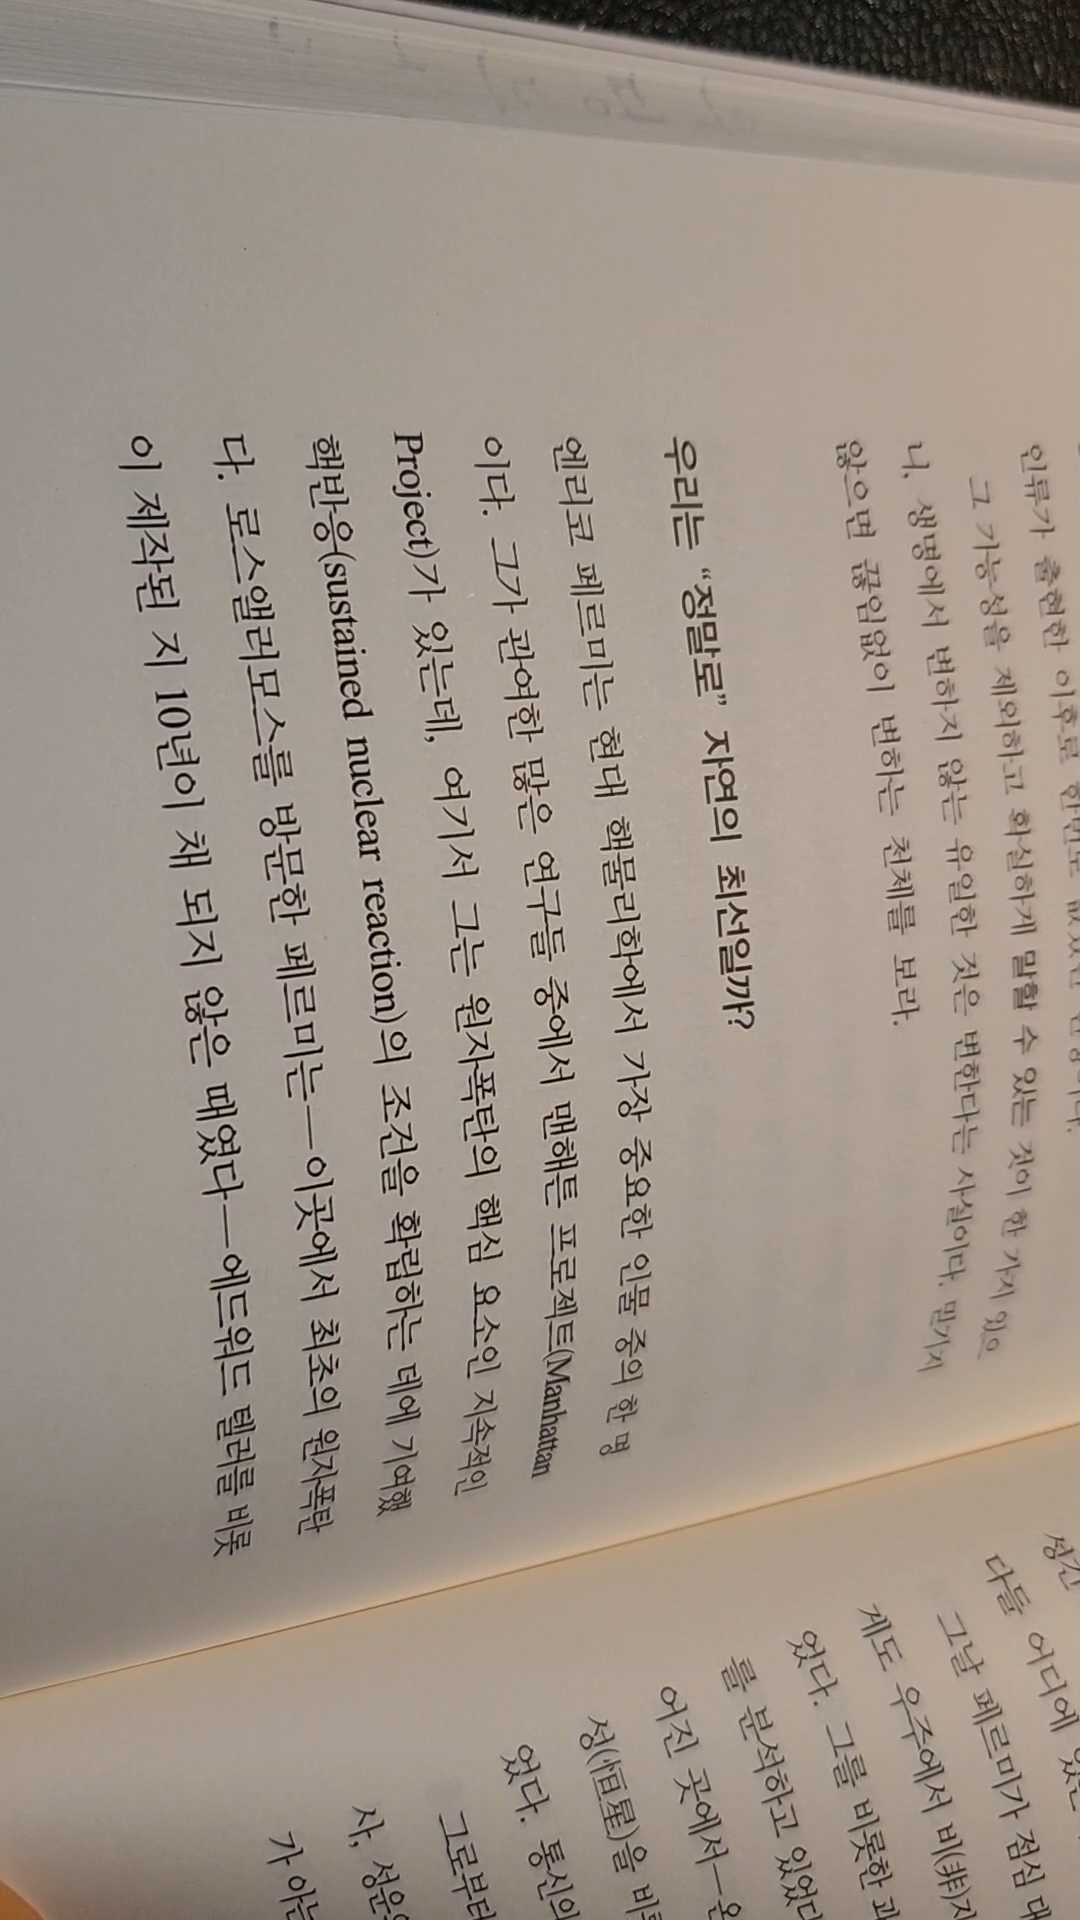 인류가 출현한 이후로 한번도
그 가능성을 제외하고 확실하게 말할 수 있는 것이 한 가지 있으
나, 생명에서 변하지 않는 유일한 것은 변한다는 사실이다. 믿기지
않으면 끊임없이 변하는 천체를 보라.
우리는 “정말로” 자연의 최선일까?
엔리코 페르미는 현대 핵물리학에서 가장 중요한 인물 중의 한 명
이다. 그가 관여한 많은 연구들 중에서 맨해튼 프로젝트(Manhattan
Project)가 있는데, 여기서 그는 원자폭탄의 핵심 요소인 지속적인
핵반응(sustained nuclear reaction)의 조건을 확립하는 데에 기여했
다. 로스앨러모스를 방문한 페르미는—이곳에서 최초의 원자폭탄
이 제작된 지 10년이 채 되지 않은 때였다—에드워드 텔러를 비롯
다들 어디에
그날 페르미가 점심 대
게도 우주에서 비(非)지
었다. 그를 비롯한 과
를 분석하고 있었다
어진 곳에서—온
성(恒星)을 비롯
었다. 통신의
그로부터
사, 성운의
가 아는